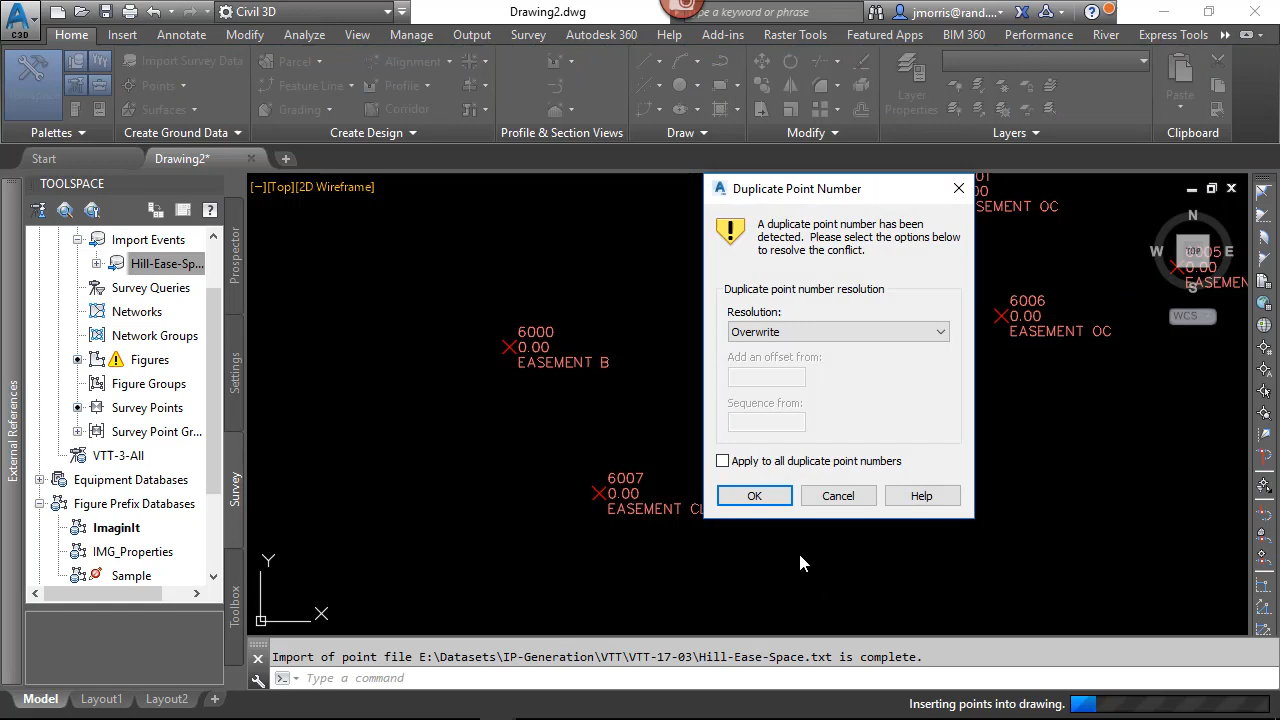 Civil 3D
Drawing2.dwg
pe a keyword or phrase
jmorris@rand....
C3D
Home
Insert
Annotate
Modify
Analyze
View
Manage
Output
Survey
Autodesk 360
Help
Add-ins
Raster Tools
Featured Apps
BIM 360
Performance
River
Express Tools
Import Survey Data
Points
Surfaces
Parcel
Feature Line
Grading
Alignment
Profile
Corridor
Layer
Properties
Paste
Palettes
Create Ground Data
Create Design
Profile & Section Views
Draw
Modify
Layers
Clipboard
Start
Drawing2*
TOOLSPACE
Import Events
Hill-Ease-Sp...
Survey Queries
Networks
Network Groups
Figures
Figure Groups
Survey Points
Survey Point Gr...
VTT-3-All
Equipment Databases
Figure Prefix Databases
ImaginIt
IMG_Properties
Sample
External References
Prospector
Settings
Survey
Toolbox
[−][Top][2D Wireframe]
6000
0.00
EASEMENT B
6007
0.00
EASEMENT CL
EASEMENT OC
6006
0.00
EASEMENT OC
0.00
EASEMEN
N
W
TOP
E
S
WCS
Y
X
Duplicate Point Number
A duplicate point number has been
detected. Please select the options below
to resolve the conflict.
Duplicate point number resolution
Resolution:
Overwrite
Add an offset from:
Sequence from:
Apply to all duplicate point numbers
OK
Cancel
Help
Import of point file E:\Datasets\IP-Generation\VTT\VTT-17-03\Hill-Ease-Space.txt is complete.
Type a command
Model
Layout1
Layout2
Inserting points into drawing.